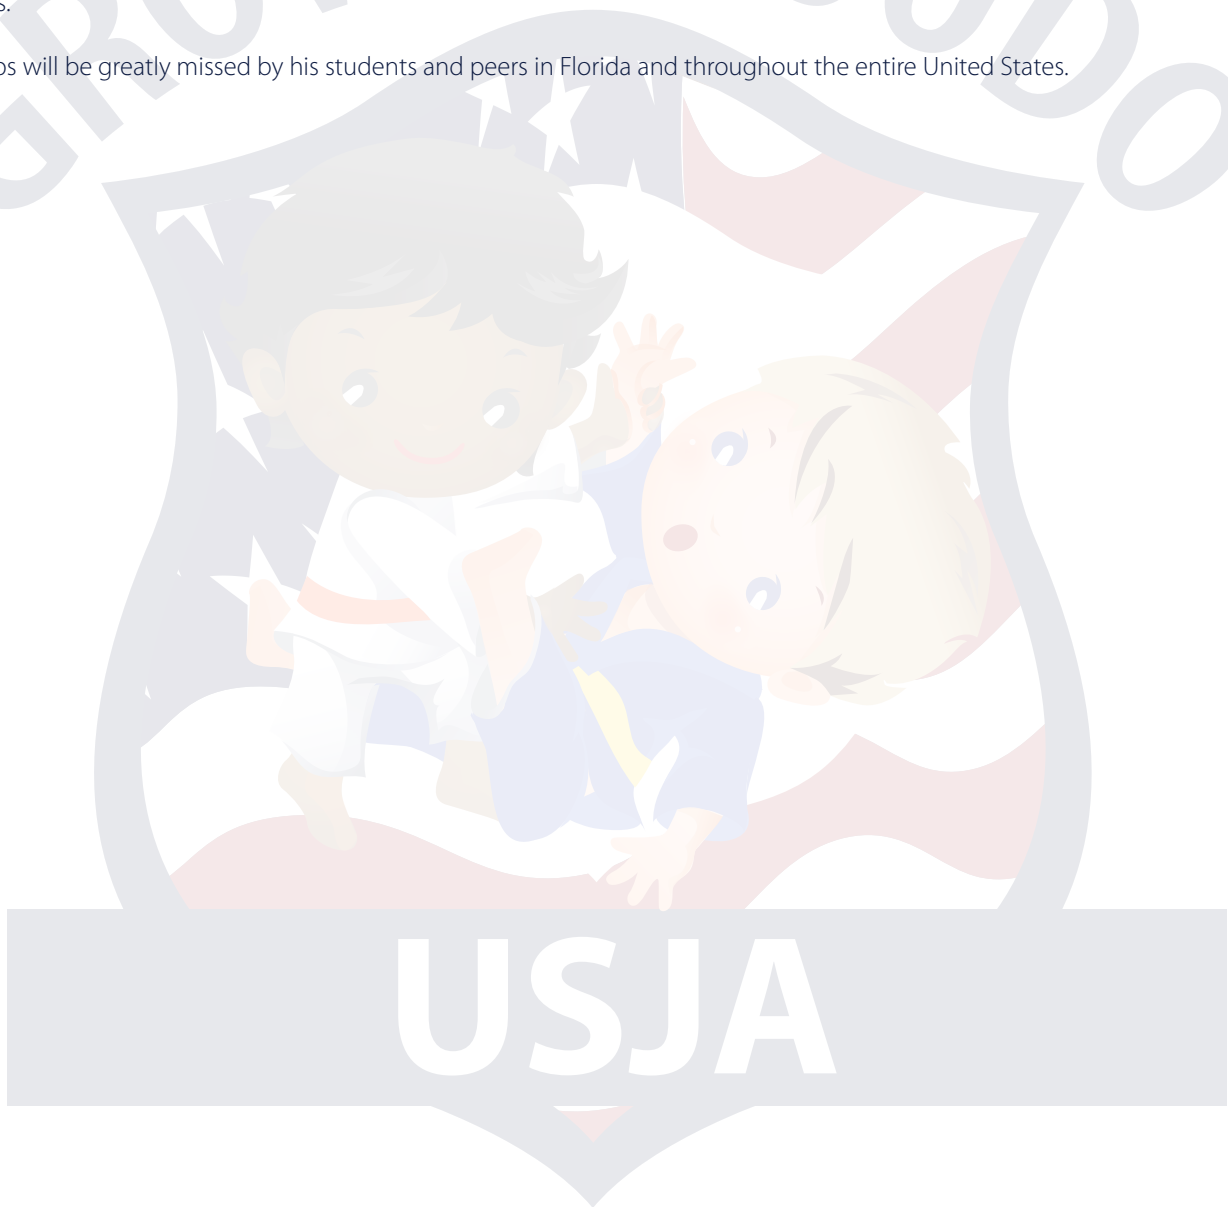 s.
os will be greatly missed by his students and peers in Florida and throughout the entire United States.
USJA